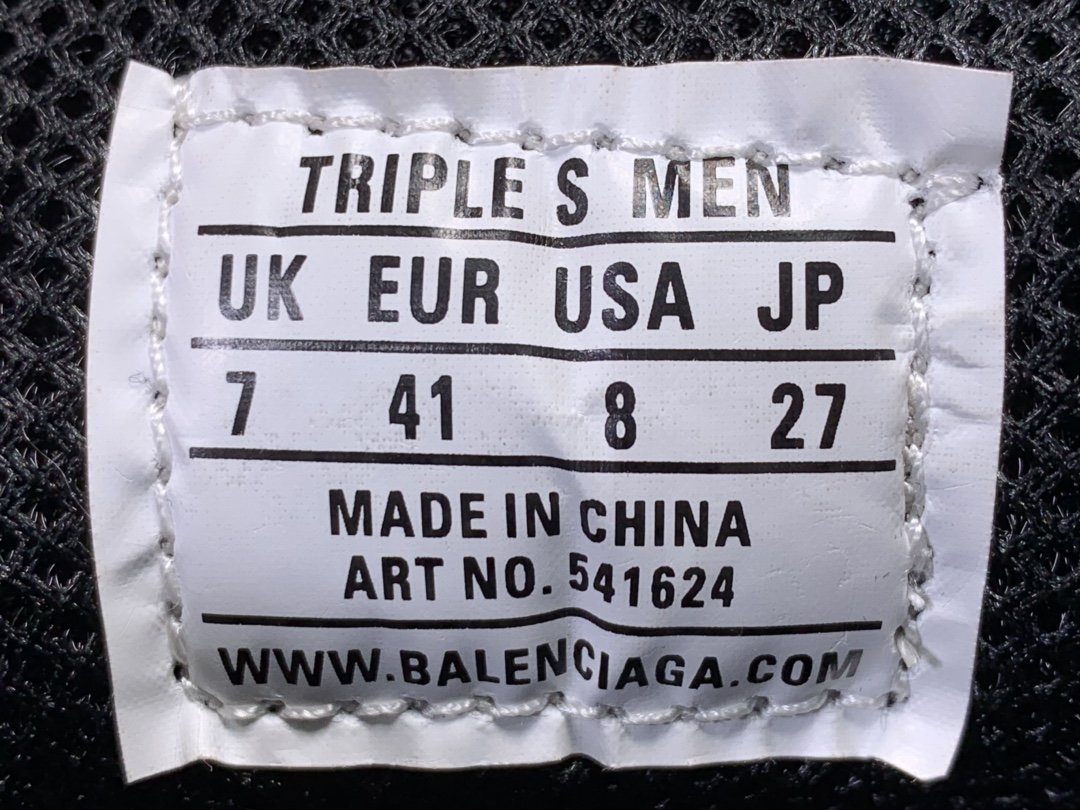 TRIPLE S MEN
UK EUR USA JP
7 41 8 27
MADE IN CHINA
ART NO. 541624
WWW.BALENCIAGA.COM